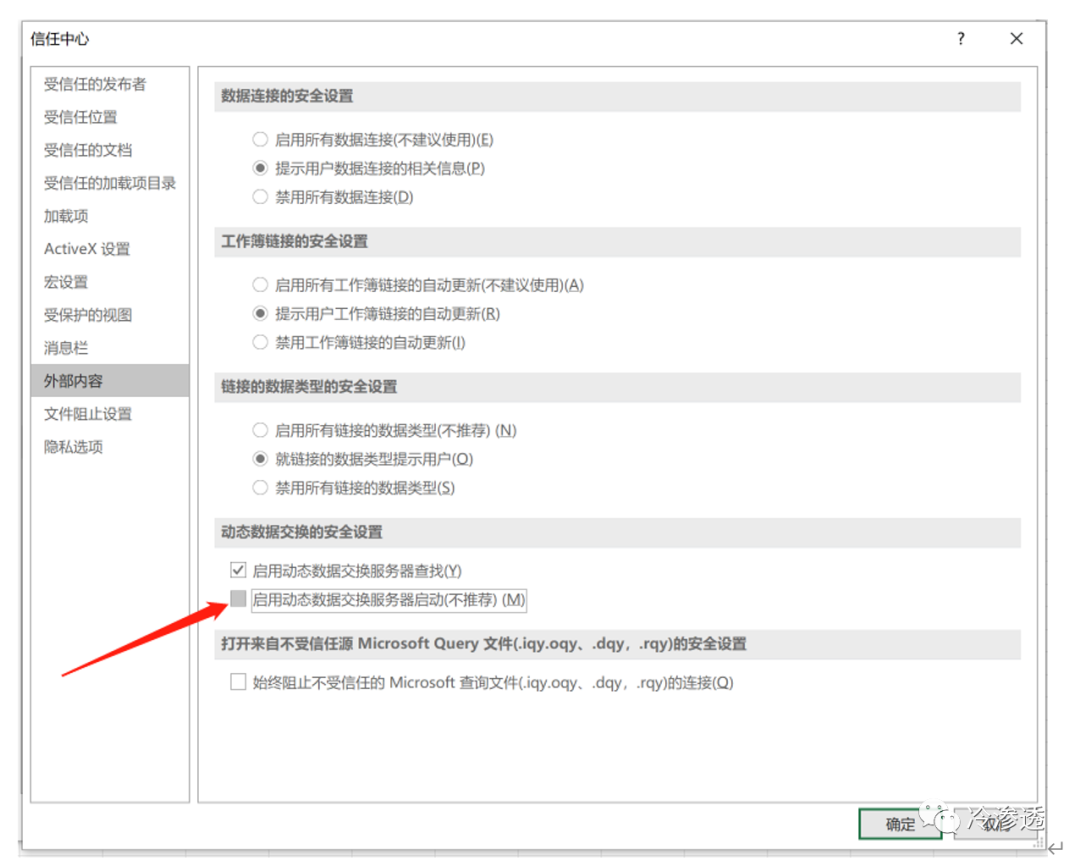 信任中心
?
受信任的发布者
受信任位置
受信任的文档
受信任的加载项目录
加载项
ActiveX 设置
宏设置
受保护的视图
消息栏
外部内容
文件阻止设置
隐私选项
数据连接的安全设置
启用所有数据连接(不建议使用)(E)
提示用户数据连接的相关信息(P)
禁用所有数据连接(D)
工作簿链接的安全设置
启用所有工作簿链接的自动更新(不建议使用)(A)
提示用户工作簿链接的自动更新(R)
禁用工作簿链接的自动更新(I)
链接的数据类型的安全设置
启用所有链接的数据类型(不推荐) (N)
就链接的数据类型提示用户(O)
禁用所有链接的数据类型(S)
动态数据交换的安全设置
启用动态数据交换服务器查找(Y)
启用动态数据交换服务器启动(不推荐) (M)
打开来自不受信任源 Microsoft Query 文件(.iqy.oqy、.dqy，.rqy)的安全设置
始终阻止不受信任的 Microsoft 查询文件(.iqy.oqy、.dqy，.rqy)的连接(Q)
确定
取消
冷渗透